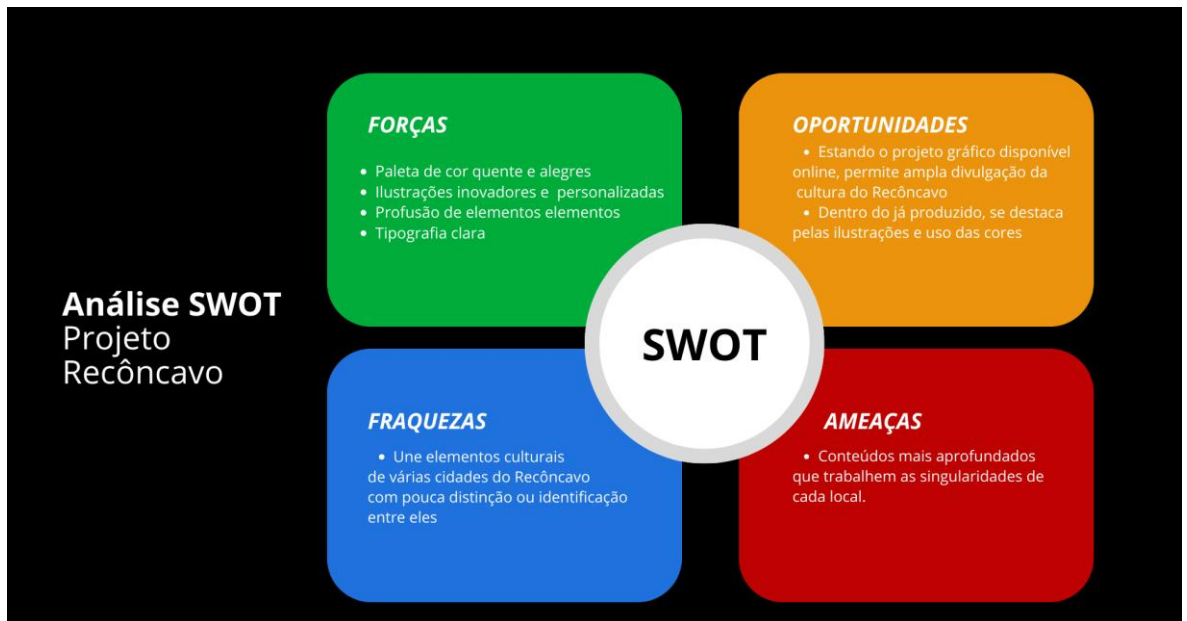 Análise SWOT
Projeto
Recôncavo
FORÇAS
• Paleta de cor quente e alegres
• Ilustrações inovadores e personalizadas
• Profusão de elementos elementos
• Tipografia clara
OPORTUNIDADES
• Estando o projeto gráfico disponível
online, permite ampla divulgação da
cultura do Recôncavo
• Dentro do já produzido, se destaca
pelas ilustrações e uso das cores
SWOT
FRAQUEZAS
• Une elementos culturais
de várias cidades do Recôncavo
com pouca distinção ou identificação
entre eles
AMEAÇAS
• Conteúdos mais aprofundados
que trabalhem as singularidades de
cada local.